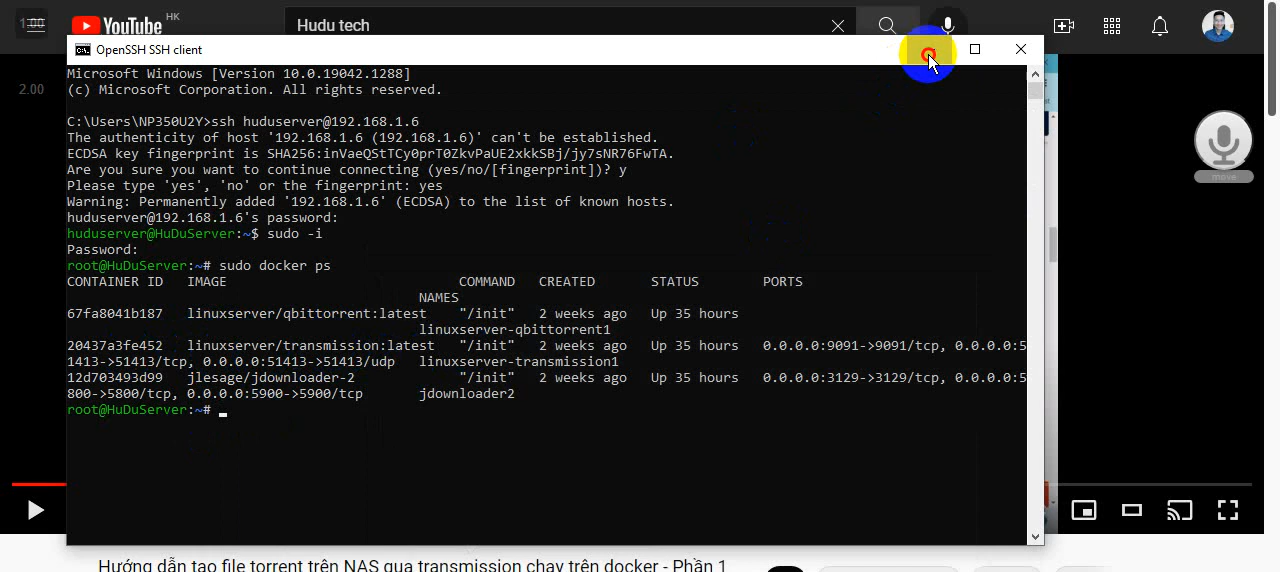 1.00
YouTube HK
Hudu tech
2.00
OpenSSH SSH client
Microsoft Windows [Version 10.0.19042.1288]
(c) Microsoft Corporation. All rights reserved.
C:\Users\NP350U2Y>ssh huduserver@192.168.1.6
The authenticity of host '192.168.1.6 (192.168.1.6)' can't be established.
ECDSA key fingerprint is SHA256:inVaeQStTCy0prT0ZkvPaUE2xkkSBj/jy7sNR76FwTA.
Are you sure you want to continue connecting (yes/no/[fingerprint])? y
Please type 'yes', 'no' or the fingerprint: yes
Warning: Permanently added '192.168.1.6' (ECDSA) to the list of known hosts.
huduserver@192.168.1.6's password:
huduserver@HuDuServer:~$ sudo -i
Password:
root@HuDuServer:~# sudo docker ps
CONTAINER ID   IMAGE                             COMMAND   CREATED       STATUS        PORTS
                                            NAMES
67fa8041b187   linuxserver/qbittorrent:latest    "/init"   2 weeks ago   Up 35 hours
                                            linuxserver-qbittorrent1
20437a3fe452   linuxserver/transmission:latest   "/init"   2 weeks ago   Up 35 hours   0.0.0.0:9091->9091/tcp, 0.0.0.0:5
1413->51413/tcp, 0.0.0.0:51413->51413/udp   linuxserver-transmission1
12d703493d99   jlesage/jdownloader-2             "/init"   2 weeks ago   Up 35 hours   0.0.0.0:3129->3129/tcp, 0.0.0.0:5
800->5800/tcp, 0.0.0.0:5900->5900/tcp       jdownloader2
root@HuDuServer:~#
move
Hướng dẫn tạo file torrent trên NAS qua transmission chạy trên docker - Phần 1